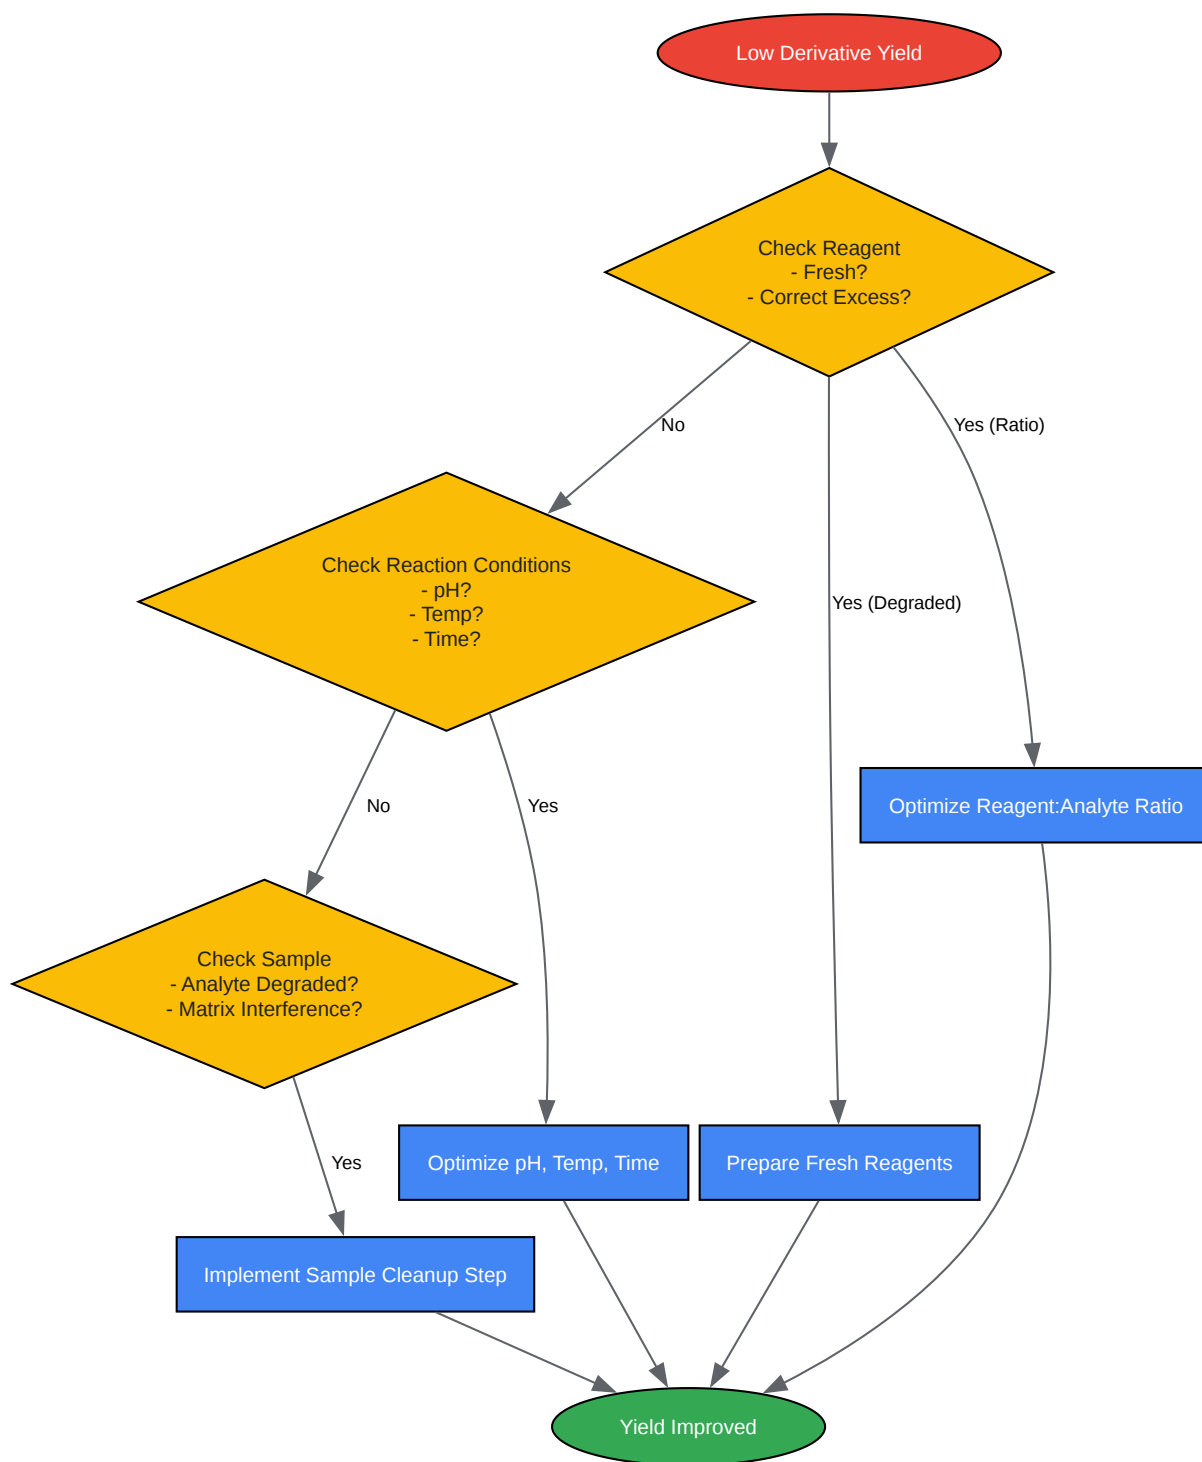 Low Derivative Yield
Check Reagent
- Fresh?
- Correct Excess?
No
Yes (Ratio)
Check Reaction Conditions
- pH?
- Temp?
- Time?
Yes (Degraded)
No
Yes
Optimize Reagent:Analyte Ratio
Check Sample
- Analyte Degraded?
- Matrix Interference?
Yes
Optimize pH, Temp, Time
Prepare Fresh Reagents
Implement Sample Cleanup Step
Yield Improved